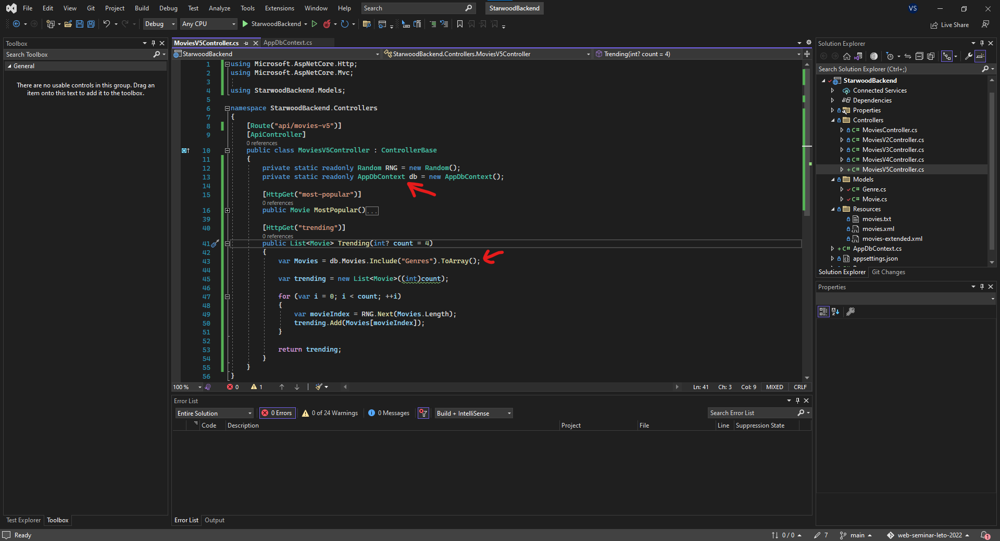 File Edit View Git Project Build Debug Test Analyze Tools Extensions Window Help Search StarwoodBackend VS
Debug Any CPU StarwoodBackend Live Share
Toolbox
Search Toolbox
General
There are no usable controls in this group. Drag an
item onto this text to add it to the toolbox.
Test Explorer Toolbox
MoviesV5Controller.cs AppDbContext.cs
StarwoodBackend StarwoodBackend.Controllers.MoviesV5Controller Trending(int? count = 4)
1 using Microsoft.AspNetCore.Http;
2 using Microsoft.AspNetCore.Mvc;
3
4 using StarwoodBackend.Models;
5
6 namespace StarwoodBackend.Controllers
7 {
8 [Route("api/movies-v5")]
9 [ApiController]
0 references
10 public class MoviesV5Controller : ControllerBase
11 {
12 private static readonly Random RNG = new Random();
13 private static readonly AppDbContext db = new AppDbContext();
14
15 [HttpGet("most-popular")]
0 references
16 public Movie MostPopular()...
39
40 [HttpGet("trending")]
0 references
41 public List<Movie> Trending(int? count = 4)
42 {
43 var Movies = db.Movies.Include("Genres").ToArray();
44
45 var trending = new List<Movie>((int)count);
46
47 for (var i = 0; i < count; ++i)
48 {
49 var movieIndex = RNG.Next(Movies.Length);
50 trending.Add(Movies[movieIndex]);
51 }
52
53 return trending;
54 }
55 }
56 }
100 % 0 1 Ln: 41 Ch: 3 Col: 9 MIXED CRLF
Error List
Entire Solution 0 Errors 0 of 24 Warnings 0 Messages Build + IntelliSense Search Error List
Code Description Project File Line Suppression State
Error List Output
Solution Explorer
Search Solution Explorer (Ctrl+;)
StarwoodBackend
Connected Services
Dependencies
Properties
Controllers
C# MoviesController.cs
C# MoviesV2Controller.cs
C# MoviesV3Controller.cs
C# MoviesV4Controller.cs
C# MoviesV5Controller.cs
Models
C# Genre.cs
C# Movie.cs
Resources
movies.txt
movies.xml
movies-extended.xml
C# AppDbContext.cs
appsettings.json
Solution Explorer Git Changes
Properties
Ready 0 / 0 7 main web-seminar-leto-2022 1